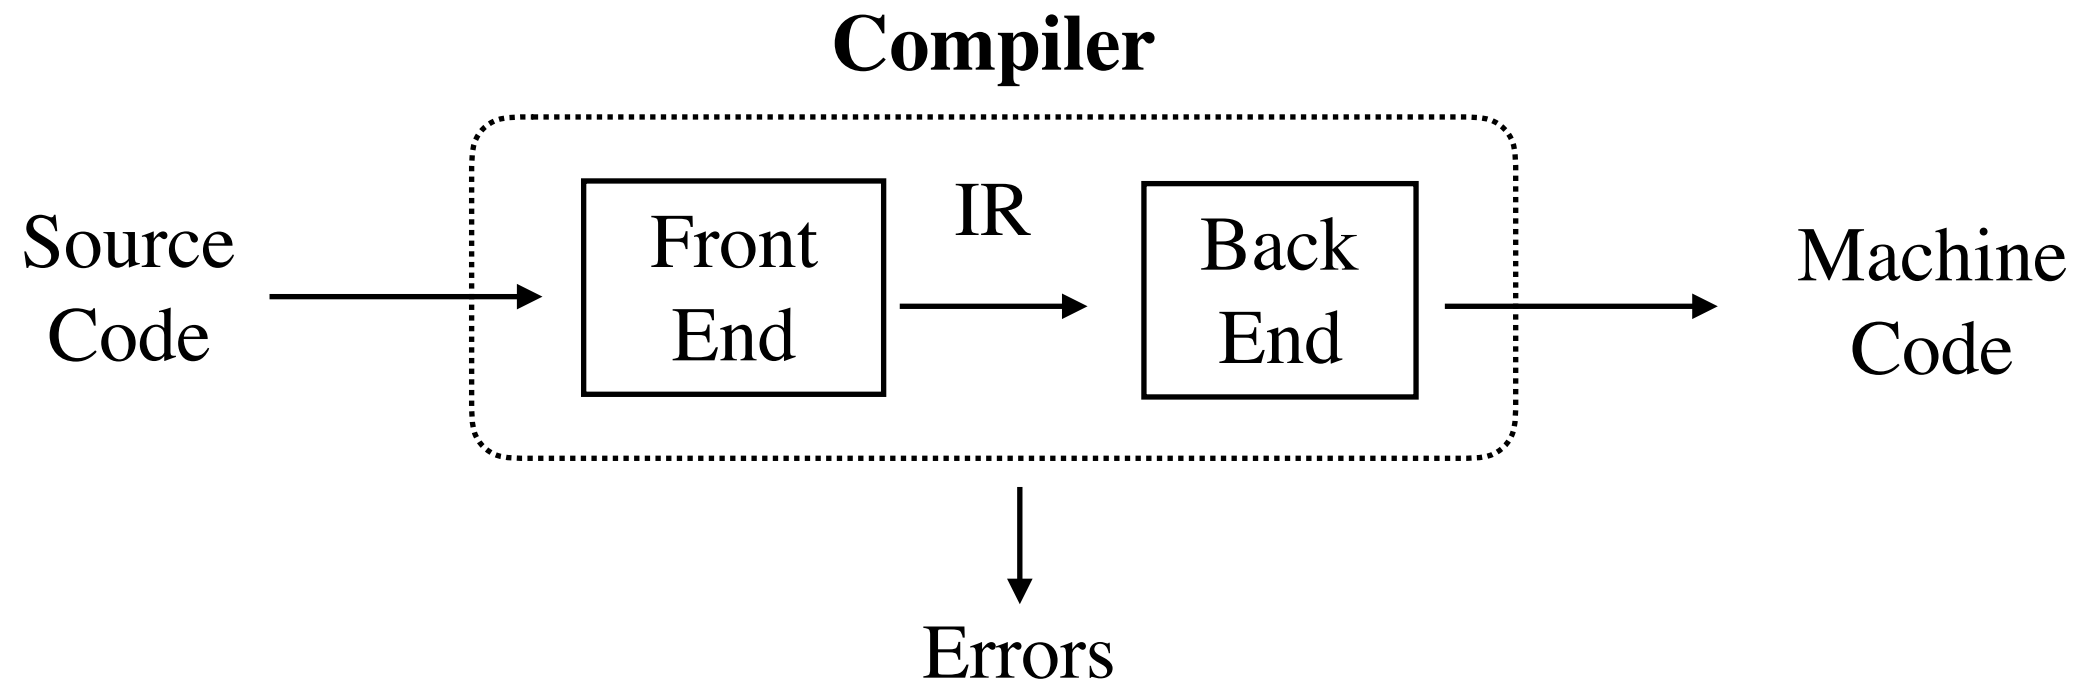 Compiler
Source
Code
Front
End
IR
Back
End
Machine
Code
Errors